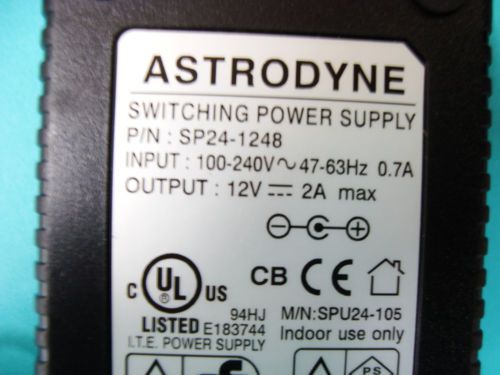 ASTRODYNE
SWITCHING POWER SUPPLY
P/N : SP24-1248
INPUT : 100-240V ~ 47-63Hz 0.7A
OUTPUT : 12V ⎓ 2A max
c UL US CB CE
LISTED 94HJ E183744 M/N:SPU24-105
I.T.E. POWER SUPPLY Indoor use only
PS